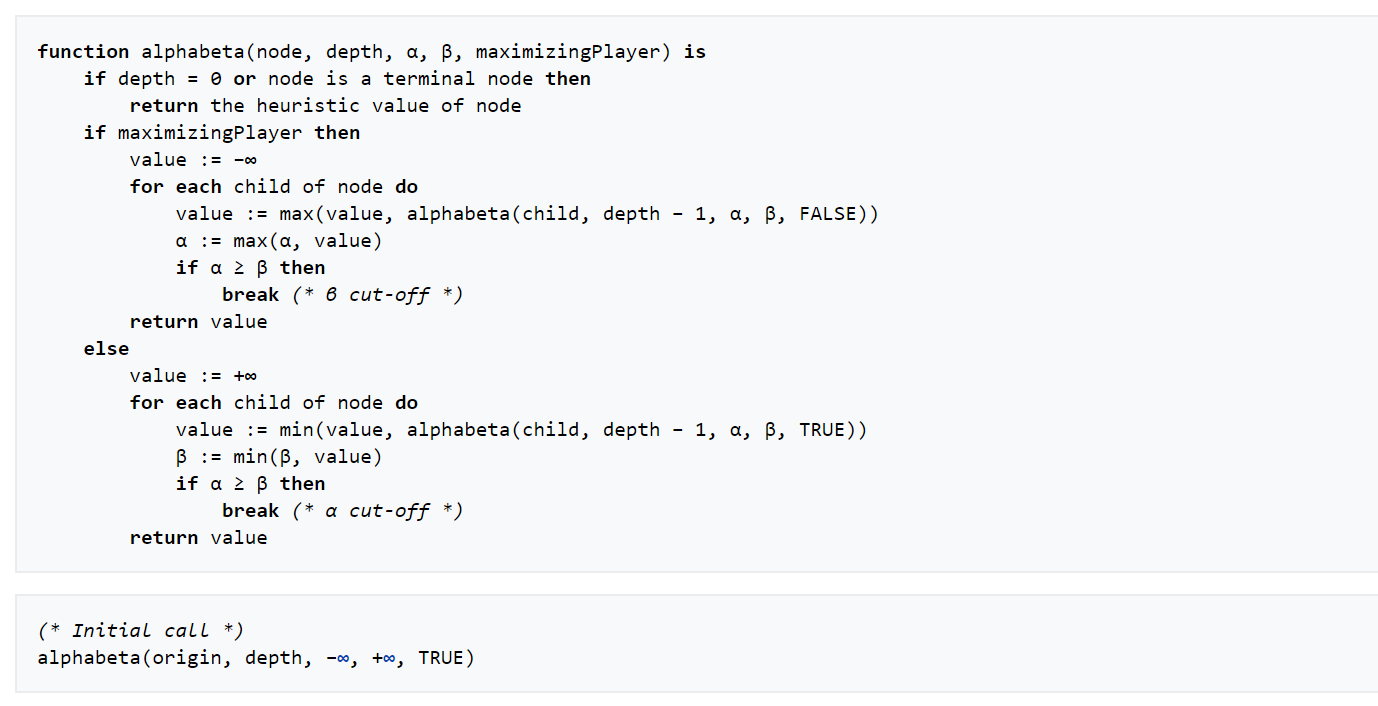 function alphabeta(node, depth, α, β, maximizingPlayer) is
    if depth = 0 or node is a terminal node then
        return the heuristic value of node
    if maximizingPlayer then
        value := −∞
        for each child of node do
            value := max(value, alphabeta(child, depth − 1, α, β, FALSE))
            α := max(α, value)
            if α ≥ β then
                break (* β cut-off *)
        return value
    else
        value := +∞
        for each child of node do
            value := min(value, alphabeta(child, depth − 1, α, β, TRUE))
            β := min(β, value)
            if α ≥ β then
                break (* α cut-off *)
        return value
(* Initial call *)
alphabeta(origin, depth, −∞, +∞, TRUE)